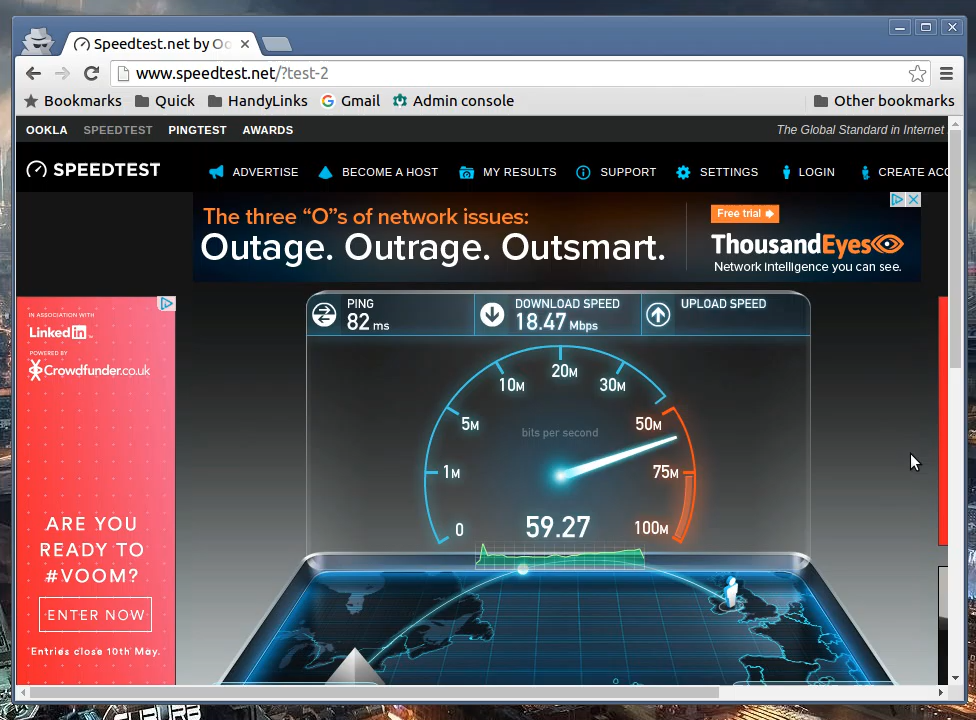 Speedtest.net by Oo
www.speedtest.net/?test-2
Bookmarks Quick HandyLinks Gmail Admin console Other bookmarks
OOKLA SPEEDTEST PINGTEST AWARDS The Global Standard in Internet
SPEEDTEST ADVERTISE BECOME A HOST MY RESULTS SUPPORT SETTINGS LOGIN CREATE ACC
The three “O”s of network issues:
Outage. Outrage. Outsmart.
Free trial
ThousandEyes
Network intelligence you can see.
IN ASSOCIATION WITH
LinkedIn
POWERED BY
Crowdfunder.co.uk
ARE YOU
READY TO
#VOOM?
ENTER NOW
*Entries close 10th May.
PING
82 ms
DOWNLOAD SPEED
18.47 Mbps
UPLOAD SPEED
20M
10M 30M
5M 50M
bits per second
1M 75M
0 59.27 100M